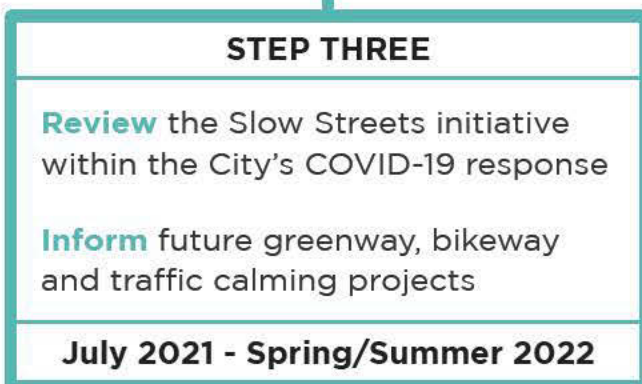 STEP THREE
Review the Slow Streets initiative
within the City's COVID-19 response
Inform future greenway, bikeway
and traffic calming projects
July 2021 - Spring/Summer 2022